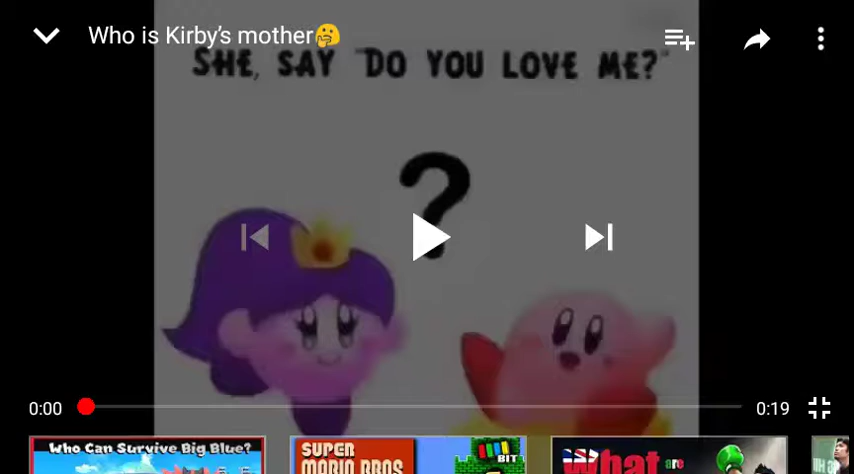 Who is Kirby's mother🤔
SHE, SAY "DO YOU LOVE ME?"
?
0:00
0:19
Who Can Survive Big Blue?
SUPER
MARIO BROS
BIT
What are